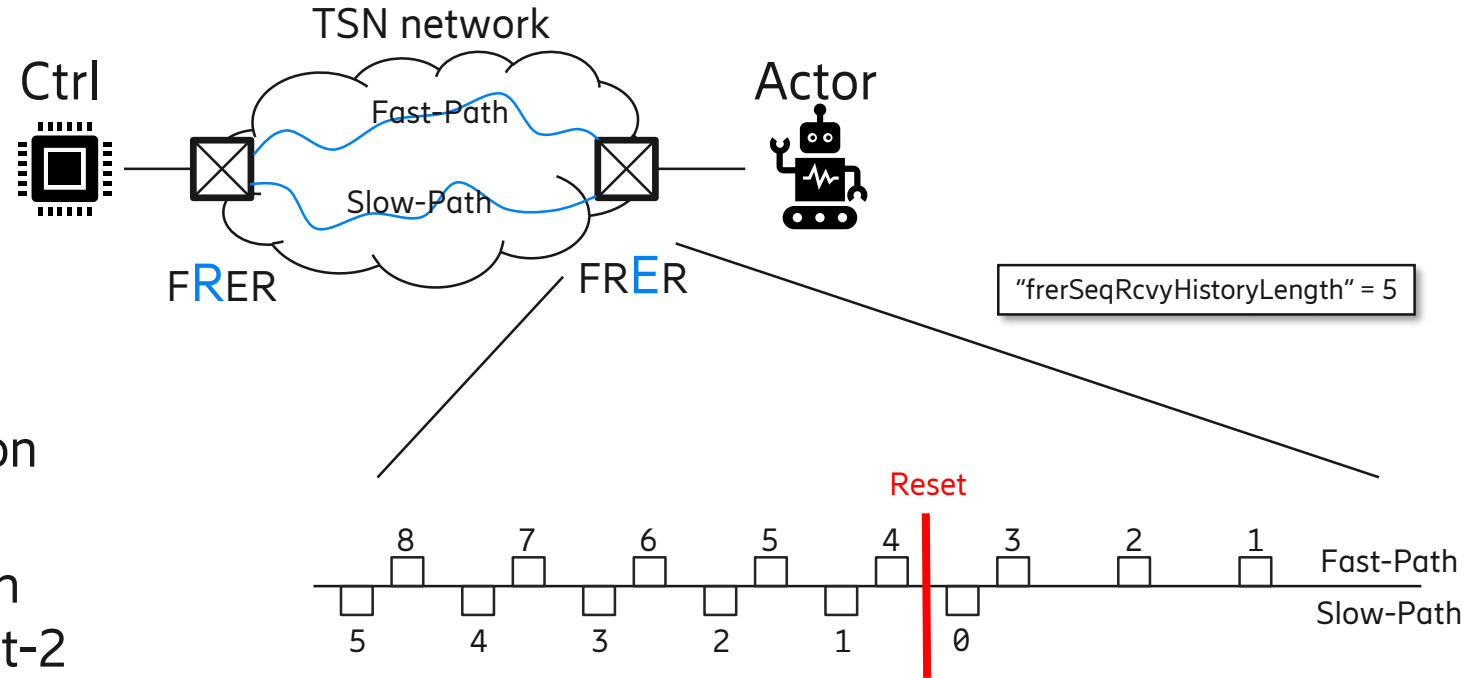 TSN network
Ctrl
Actor
Fast-Path
Slow-Path
FRER
FRER
"frerSeqRcvyHistoryLength" = 5
on
Reset
n
8 7 6 5 4 3 2 1
Fast-Path
Slow-Path
t-2
5 4 3 2 1 0